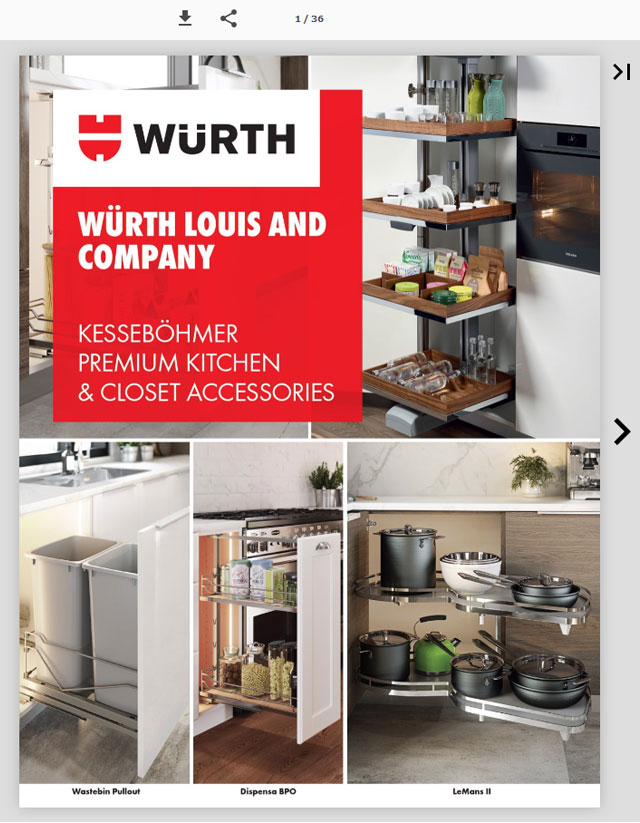 1 / 36
WÜRTH
WÜRTH LOUIS AND
COMPANY
KESSEBÖHMER
PREMIUM KITCHEN
& CLOSET ACCESSORIES
Wastebin Pullout
Dispensa BPO
LeMans II